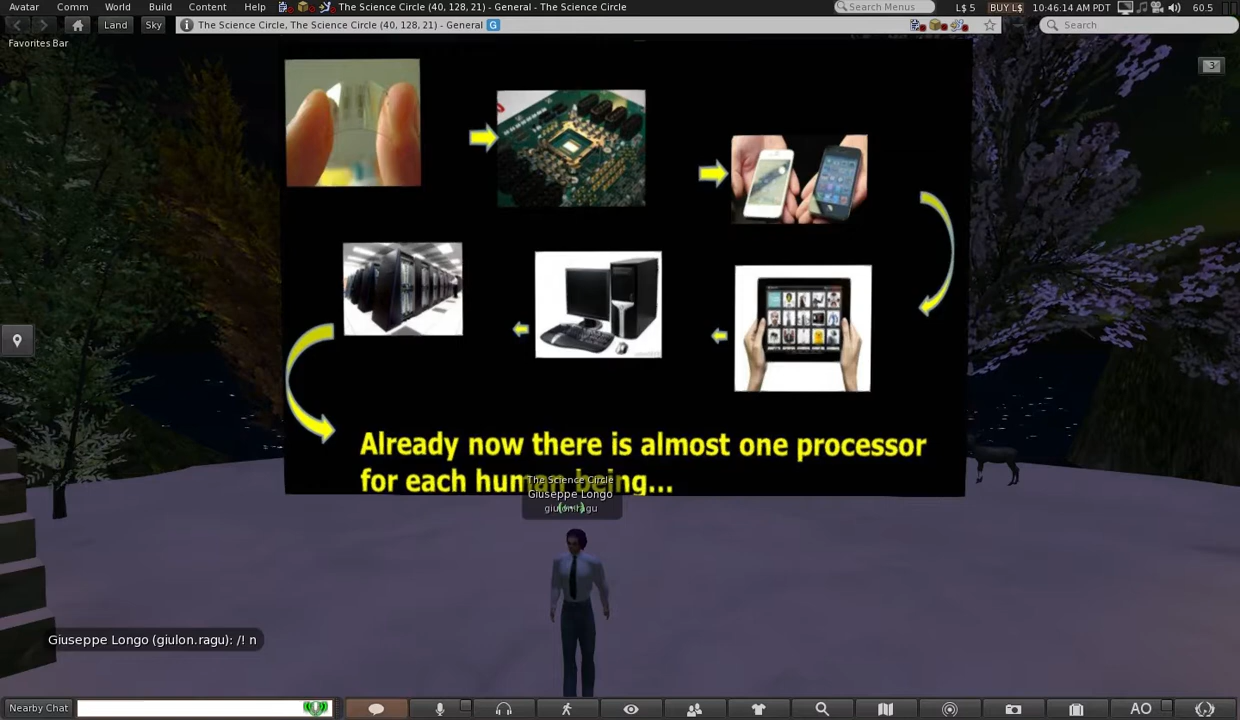 Avatar Comm World Build Content Help The Science Circle (40, 128, 21) - General - The Science Circle Search Menus L$ 5 BUY L$ 10:46:14 AM PDT 60.5
Land Sky The Science Circle, The Science Circle (40, 128, 21) - General G Search
Favorites Bar
3
Already now there is almost one processor
for each human being...
The Science Circle
Giuseppe Longo
giulon.ragu
Giuseppe Longo (giulon.ragu): /! n
Nearby Chat AO